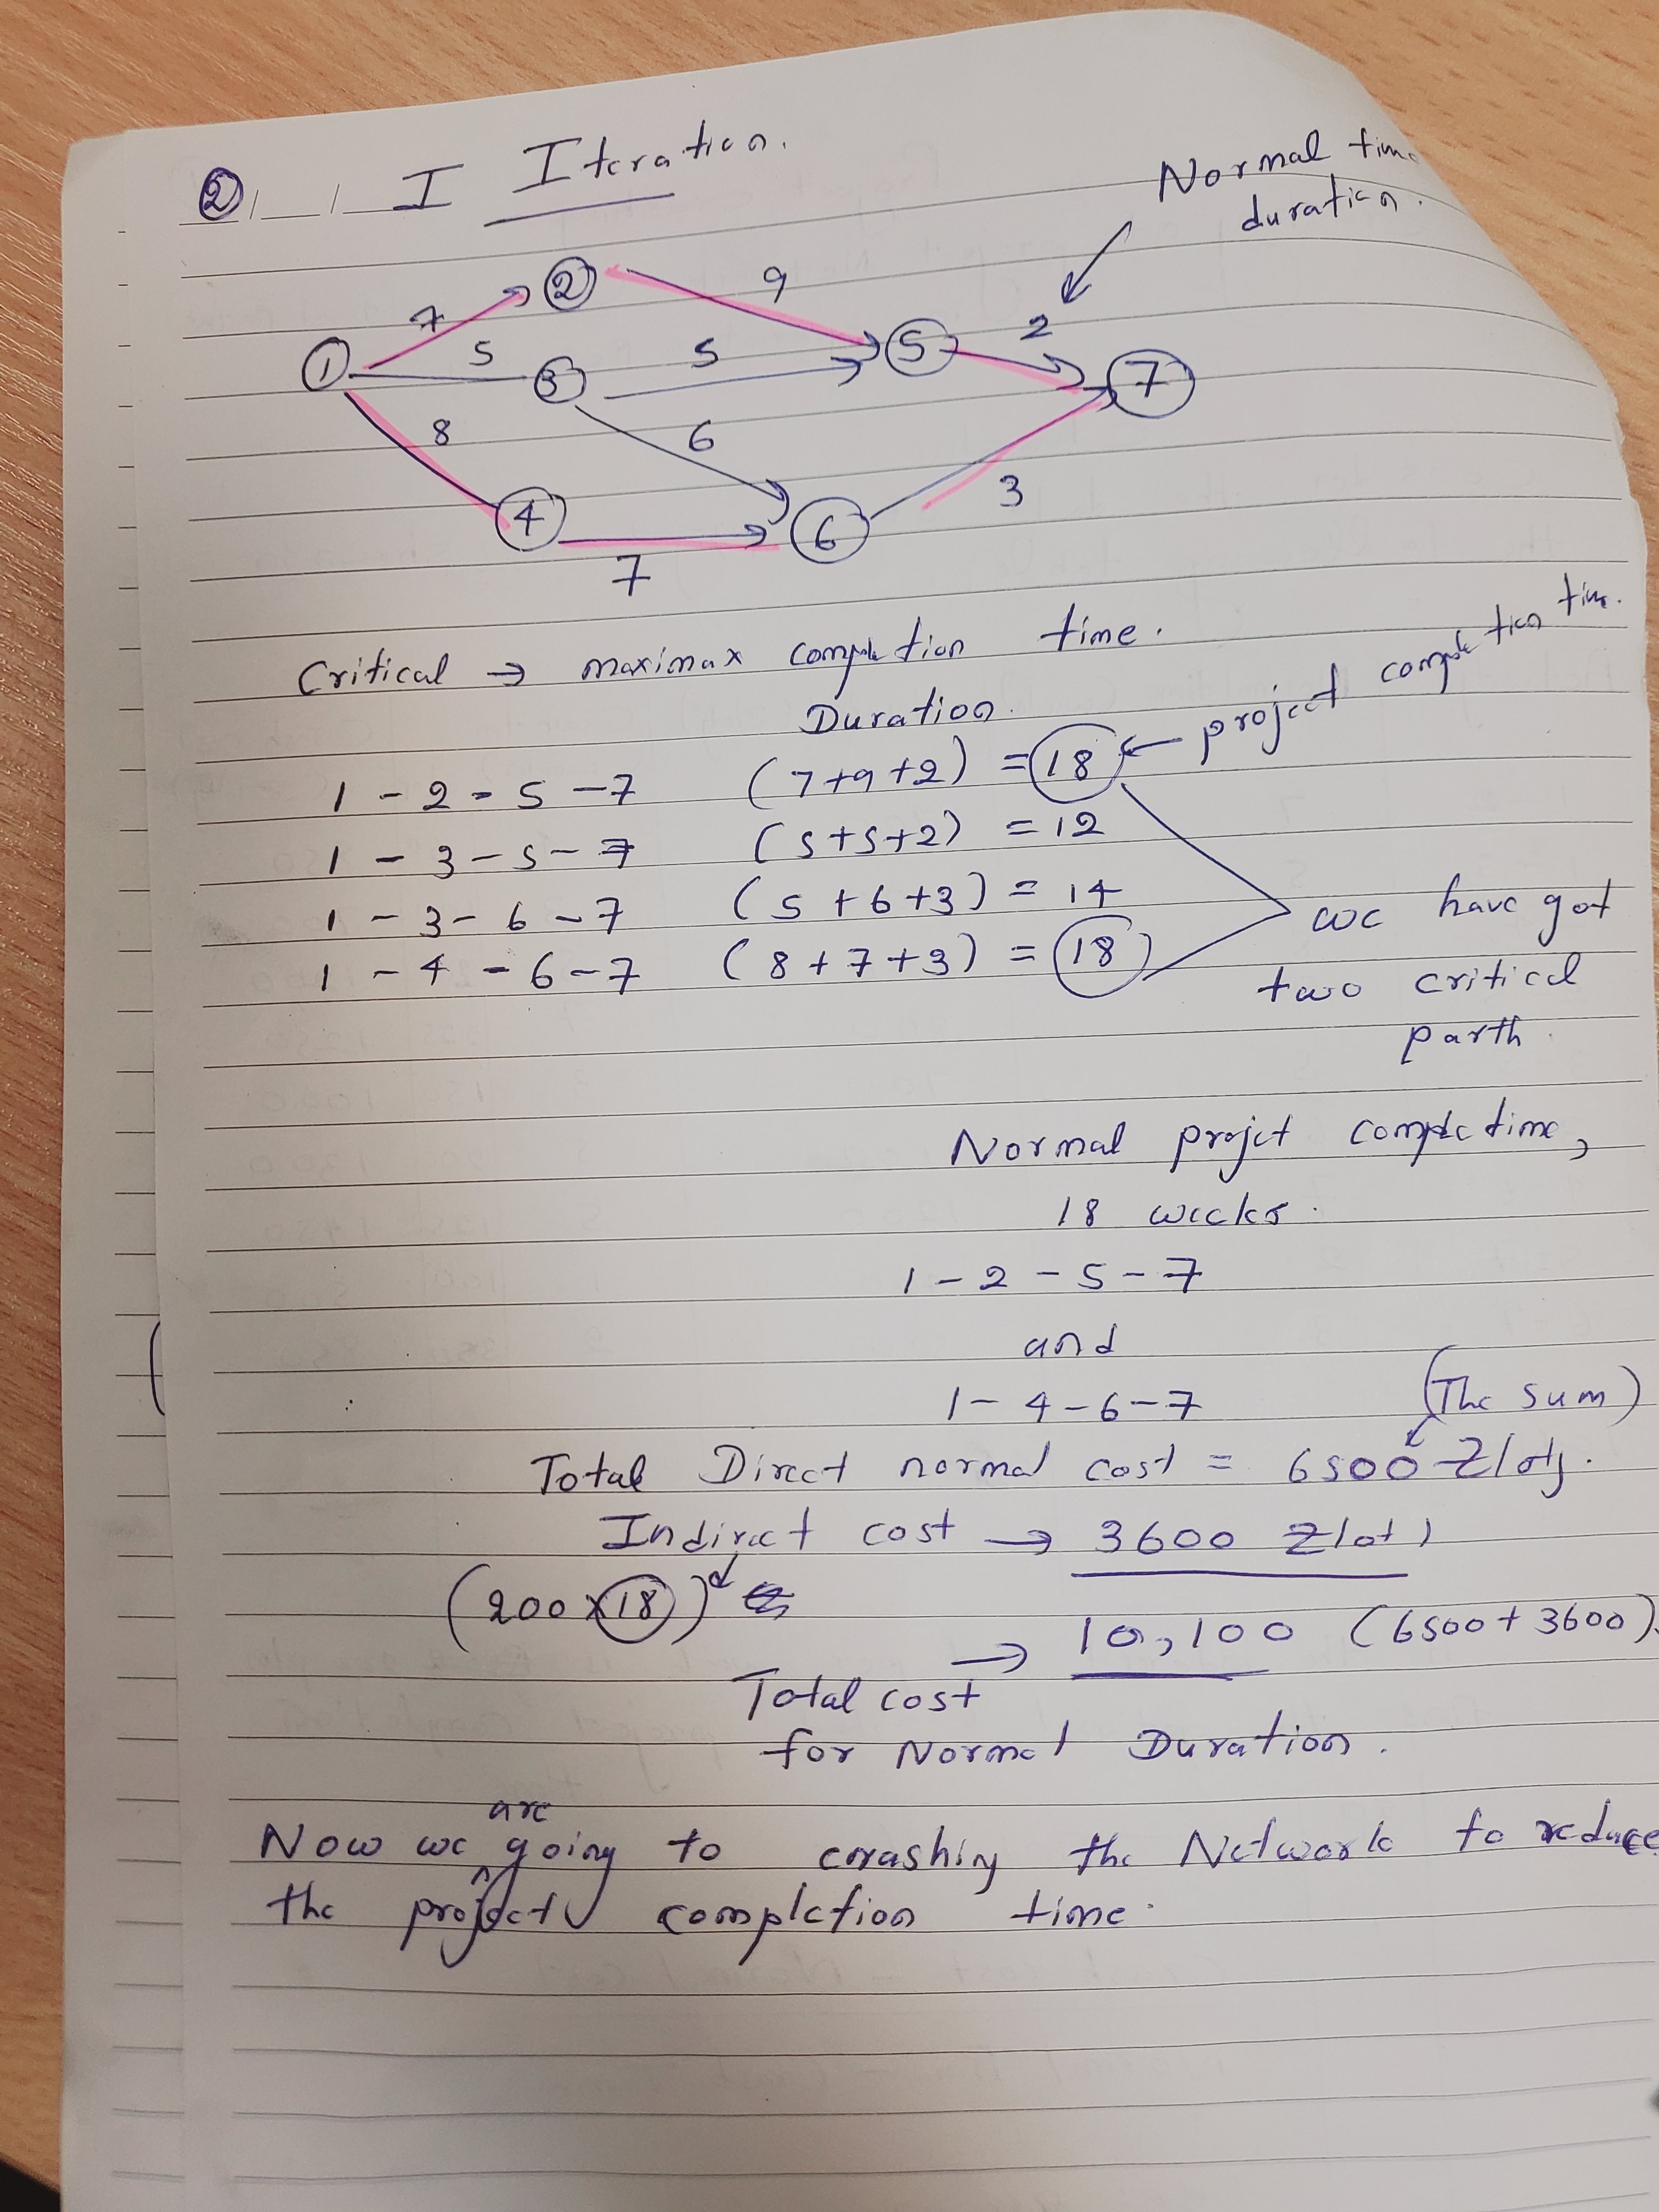 ② I Iteration.
Normal time
duration.
7
②
9
①
5
③
5
⑤
2
⑦
8
6
④
7
⑥
3
Critical → maximax completion time.
Duration.
1 - 2 - 5 - 7 (7+9+2) = 18 ← project completion time.
1 - 3 - 5 - 7 (5+5+2) = 12
1 - 3 - 6 - 7 (5+6+3) = 14
1 - 4 - 6 - 7 (8+7+3) = 18
we have got
two critical
parth.
Normal projct comple time,
18 weeks.
1 - 2 - 5 - 7
and
1 - 4 - 6 - 7
(The sum)
Total Direct normal cost = 6500 Zloty.
Indirect cost → 3600 Zloti
(200×18)
→ 10,100 (6500+3600).
Total cost
for Normal Duration.
Now we are going to crashing the Network to reduce
the project completion time.